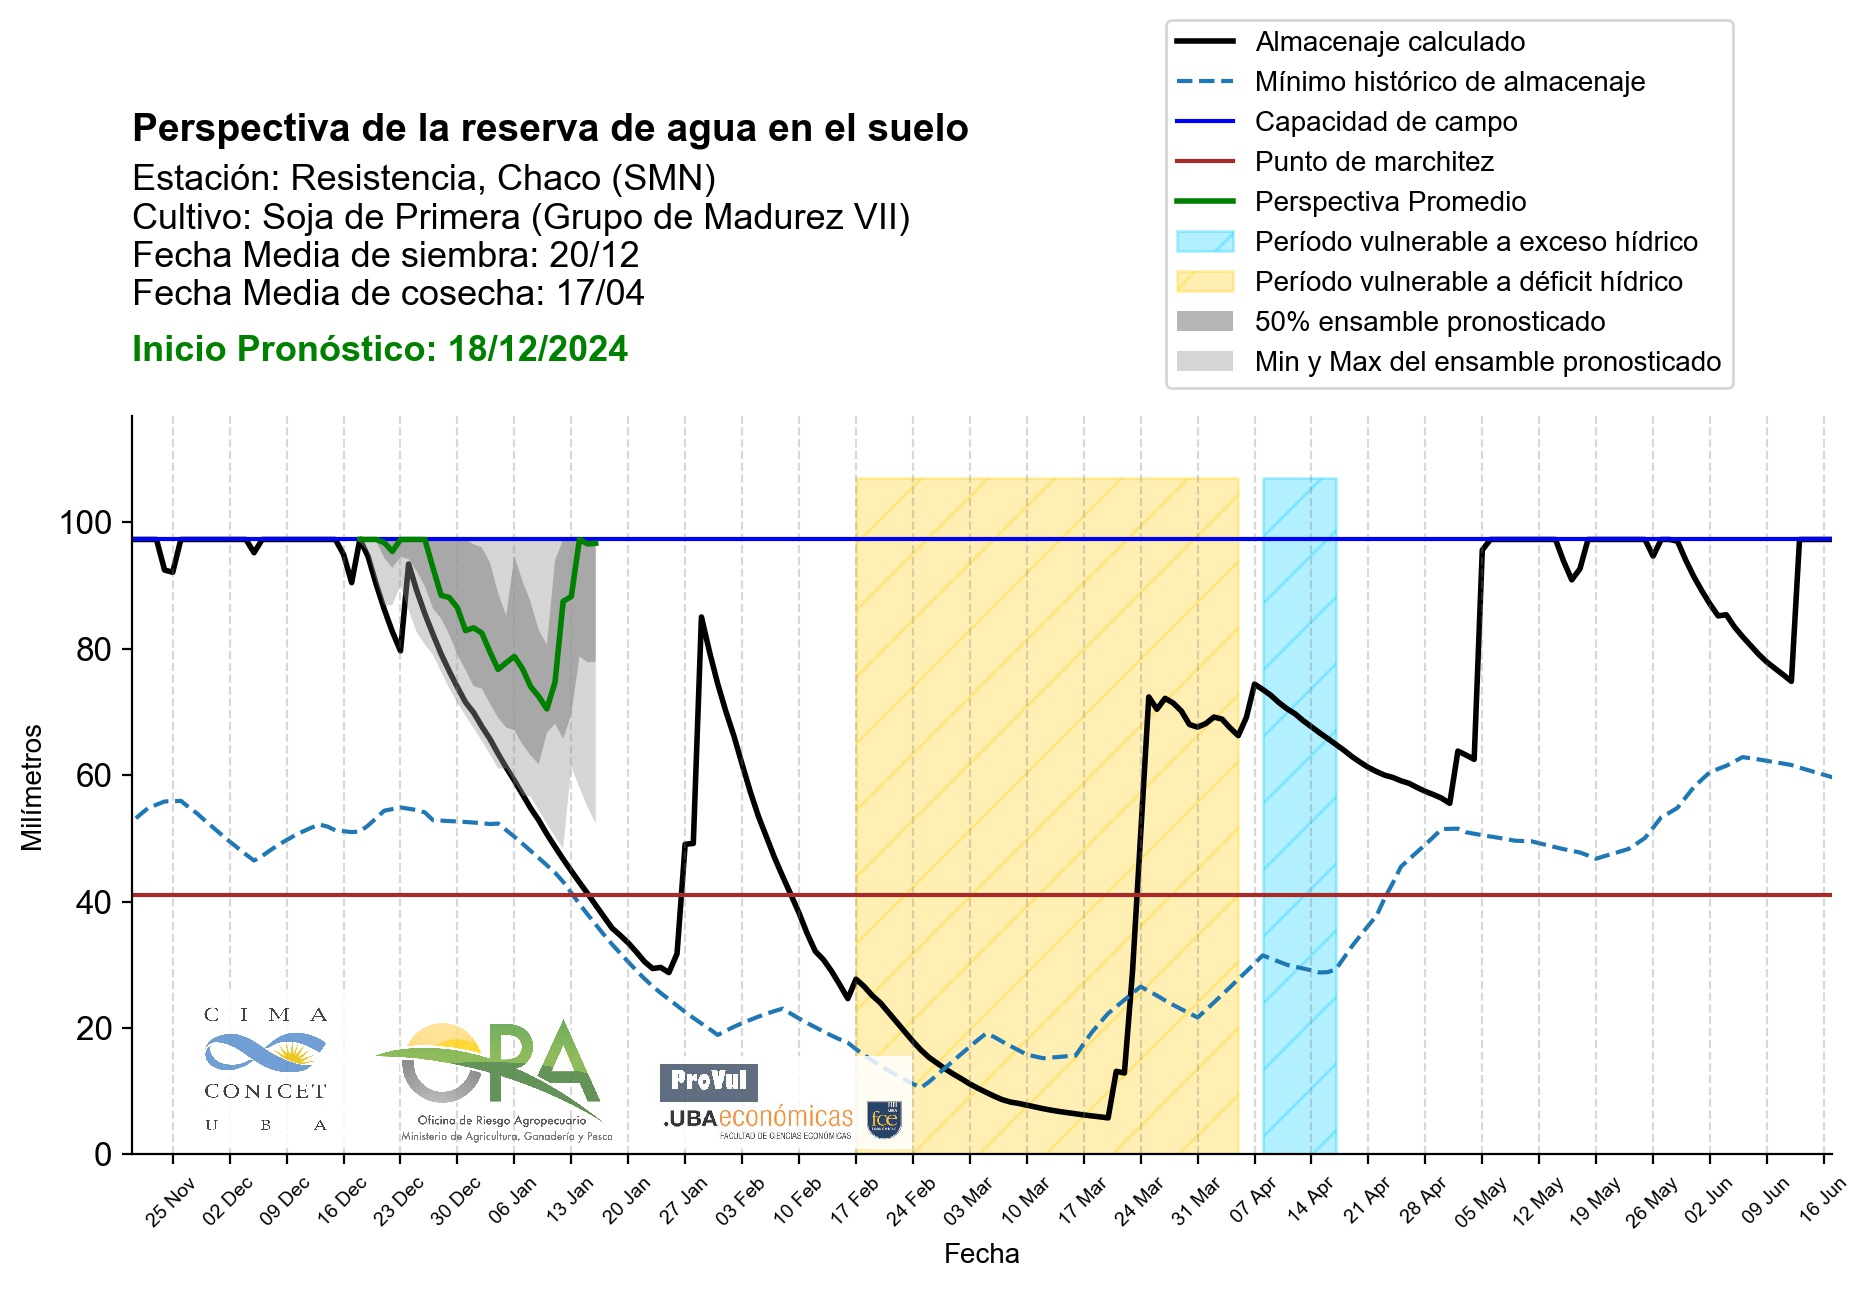 Almacenaje calculado
Mínimo histórico de almacenaje
Capacidad de campo
Punto de marchitez
Perspectiva Promedio
Período vulnerable a exceso hídrico
Período vulnerable a déficit hídrico
50% ensamble pronosticado
Min y Max del ensamble pronosticado
Perspectiva de la reserva de agua en el suelo
Estación: Resistencia, Chaco (SMN)
Cultivo: Soja de Primera (Grupo de Madurez VII)
Fecha Media de siembra: 20/12
Fecha Media de cosecha: 17/04
Inicio Pronóstico: 18/12/2024
Milímetros
100
80
60
40
20
0
CIMA
CONICET
UBA
ORA
Oficina de Riesgo Agropecuario
Ministerio de Agricultura, Ganadería y Pesca
ProVul
.UBAeconómicas
FACULTAD DE CIENCIAS ECONÓMICAS
UBA
fce
25 Nov
02 Dec
09 Dec
16 Dec
23 Dec
30 Dec
06 Jan
13 Jan
20 Jan
27 Jan
03 Feb
10 Feb
17 Feb
24 Feb
03 Mar
10 Mar
17 Mar
24 Mar
31 Mar
07 Apr
14 Apr
21 Apr
28 Apr
05 May
12 May
19 May
26 May
02 Jun
09 Jun
16 Jun
Fecha